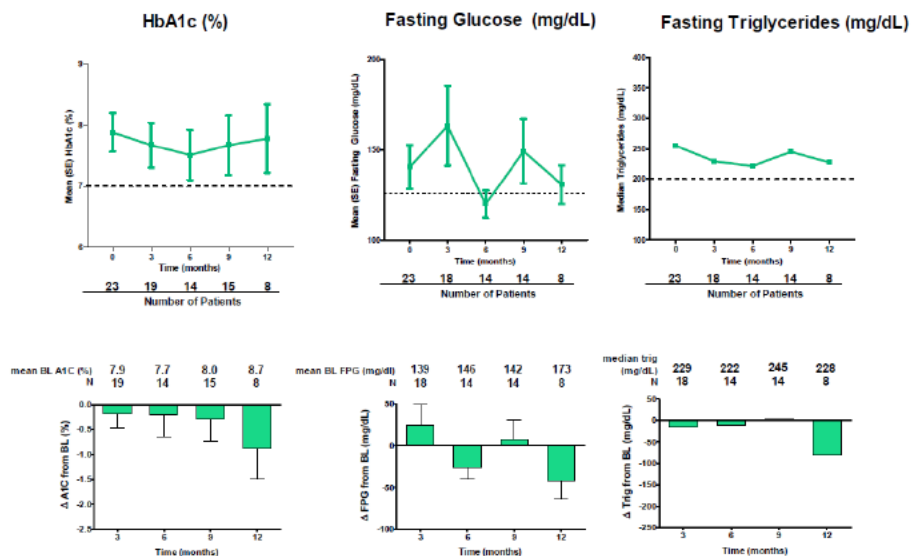 HbA1c (%)
Fasting Glucose (mg/dL)
Fasting Triglycerides (mg/dL)
Mean (SE) HbA1c (%)
9
8
7
6
0 3 6 9 12
Time (months)
23 19 14 15 8
Number of Patients
Mean (SE) Fasting Glucose (mg/dL)
200
150
100
0 3 6 9 12
Time (months)
23 18 14 14 8
Number of Patients
Median Triglycerides (mg/dL)
400
350
300
250
200
150
100
0 3 6 9 12
Time (months)
23 18 14 14 8
Number of Patients
mean BL A1C (%) 7.9 7.7 8.0 8.7
N 19 14 15 8
Δ A1C from BL (%)
0.0
-0.5
-1.0
-1.5
-2.0
-2.5
3 6 9 12
Time (months)
mean BL FPG (mg/dl) 139 146 142 173
N 18 14 14 8
Δ FPG from BL (mg/dL)
50
0
-50
-100
3 6 9 12
Time (months)
median trig
(mg/dL) 229 222 245 228
N 18 14 14 8
Δ Trig from BL (mg/dL)
50
0
-50
-100
-150
-200
-250
3 6 9 12
Time (months)